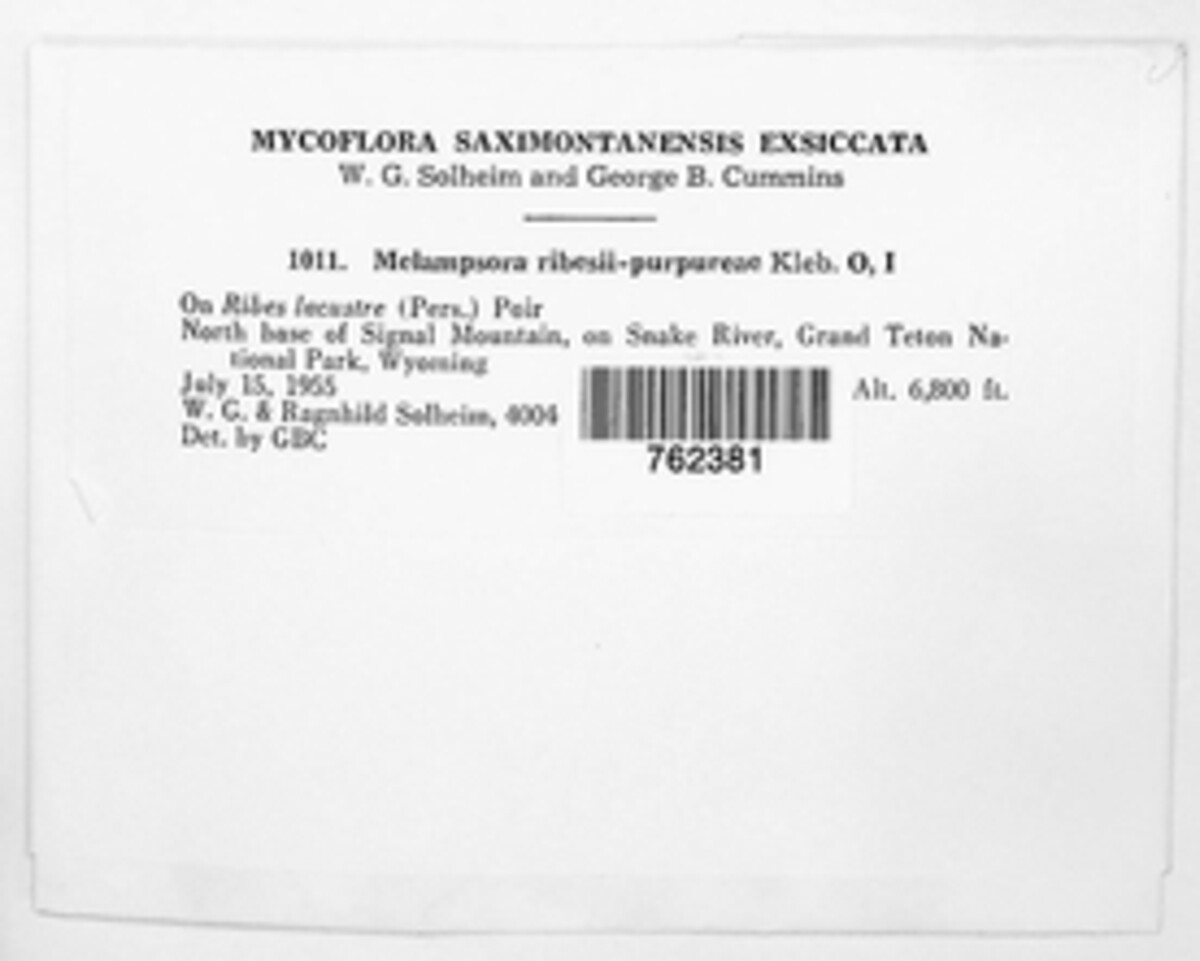 MYCOFLORA SAXIMONTANENSIS EXSICCATA
W. G. Solheim and George B. Cummins
1011. Melampsora ribesii-purpureae Kleb. O, I
On Ribes lacustre (Pers.) Poir
North base of Signal Mountain, on Snake River, Grand Teton Na-
tional Park, Wyoming
July 15, 1955 Alt. 6,800 ft.
W. G. & Ragnhild Solheim, 4004
Det. by GBC
762381